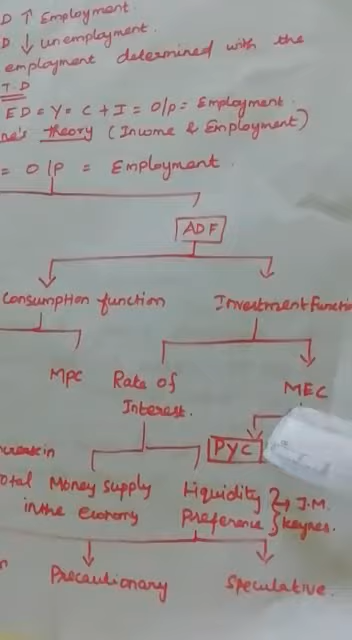 D ↑ Employment.
D ↓ unemployment
employment determined with the
T.D
ED = Y = C + I = O/P = Employment.
theory (Income & Employment)
= O/P = Employment.
ADF
Consumption function Investment Functi
MPC Rate of Interest. MEC
PYC
Money supply in the economy
Liquidity Preference } J.M. Keynes.
Precautionary Speculative.